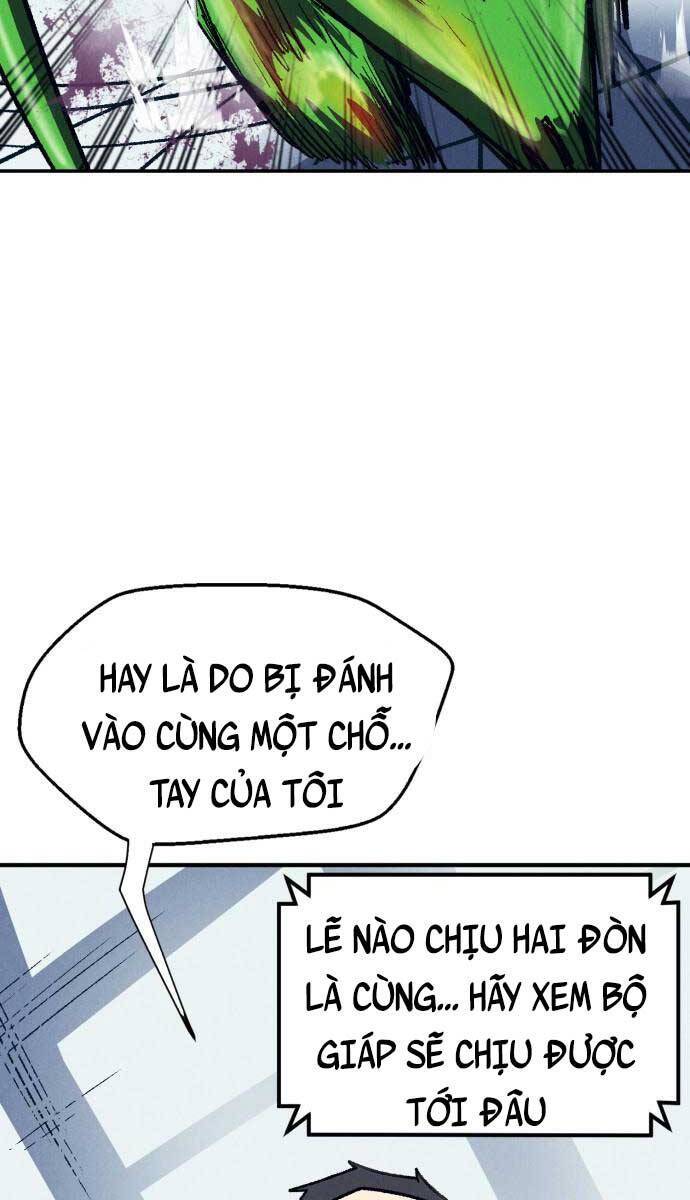 HAY LÀ DO BỊ ĐÁNH
VÀO CÙNG MỘT CHỖ...
TAY CỦA TÔI
LẼ NÀO CHỊU HAI ĐÒN
LÀ CÙNG... HÃY XEM BỘ
GIÁP SẼ CHỊU ĐƯỢC
TỚI ĐÂU